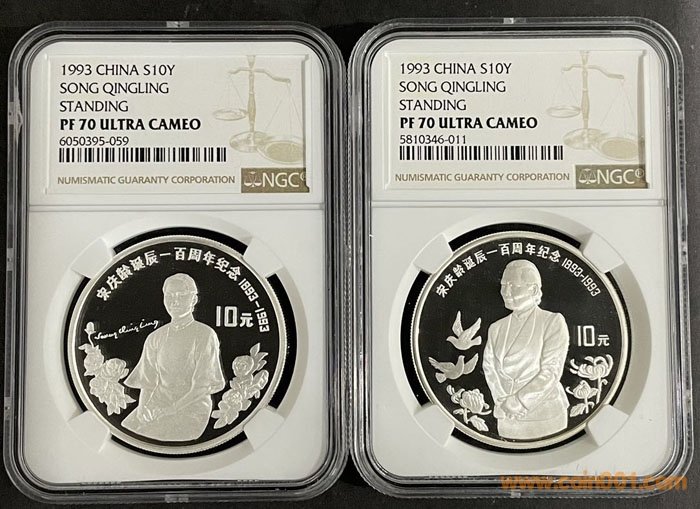 1993 CHINA S10Y
SONG QINGLING
STANDING
PF 70 ULTRA CAMEO
6050395-059
NUMISMATIC GUARANTY CORPORATION
NGC
宋庆龄诞辰一百周年纪念 1893-1993
10元
Soong Ching Ling
1993 CHINA S10Y
SONG QINGLING
STANDING
PF 70 ULTRA CAMEO
5810346-011
NUMISMATIC GUARANTY CORPORATION
NGC
宋庆龄诞辰一百周年纪念 1893-1993
10元
www.coin001.com